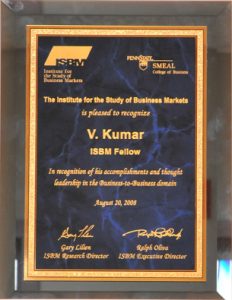 ISBM
Institute For
the Study of
Business Markets
PENNSTATE
SMEAL
College of Business
The Institute for the Study of Business Markets
is pleased to recognize
V. Kumar
ISBM Fellow
In recognition of his accomplishments and thought
leadership in the Business-to-Business domain
August 20, 2008
Gary Lilien
ISBM Research Director
Ralph Oliva
ISBM Executive Director